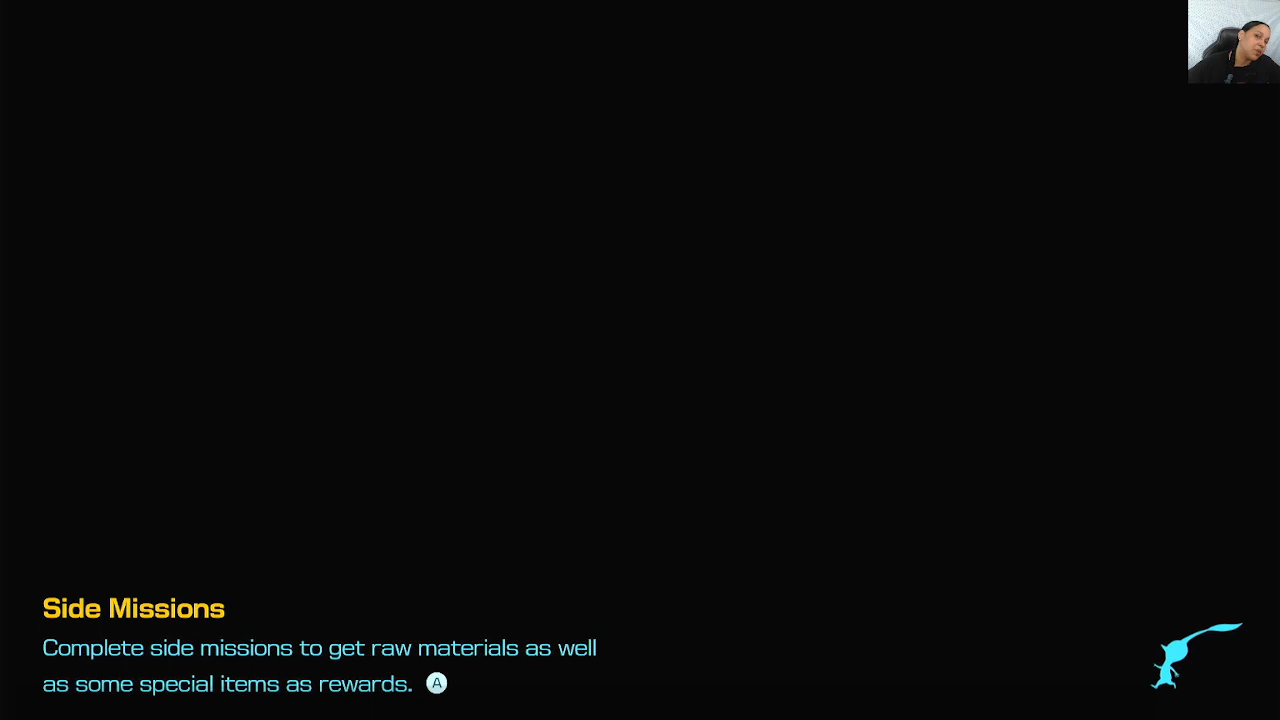 Side Missions
Complete side missions to get raw materials as well
as some special items as rewards. A